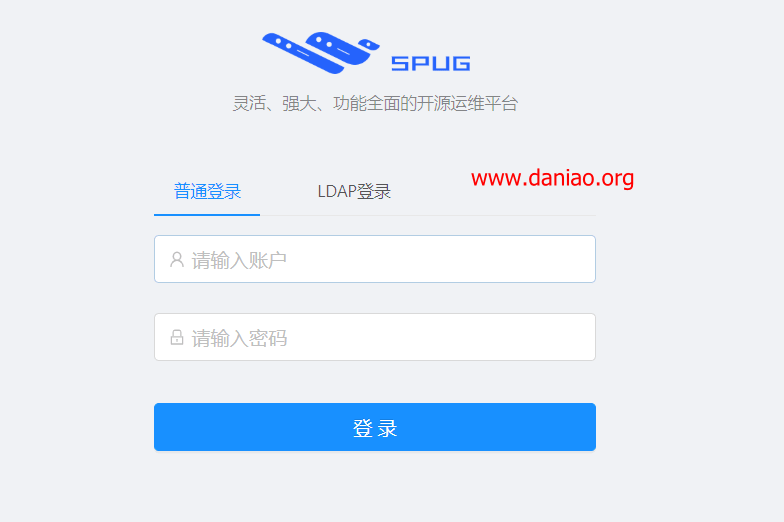 SPUG
灵活、强大、功能全面的开源运维平台
www.daniao.org
普通登录 LDAP登录
请输入账户
请输入密码
登录